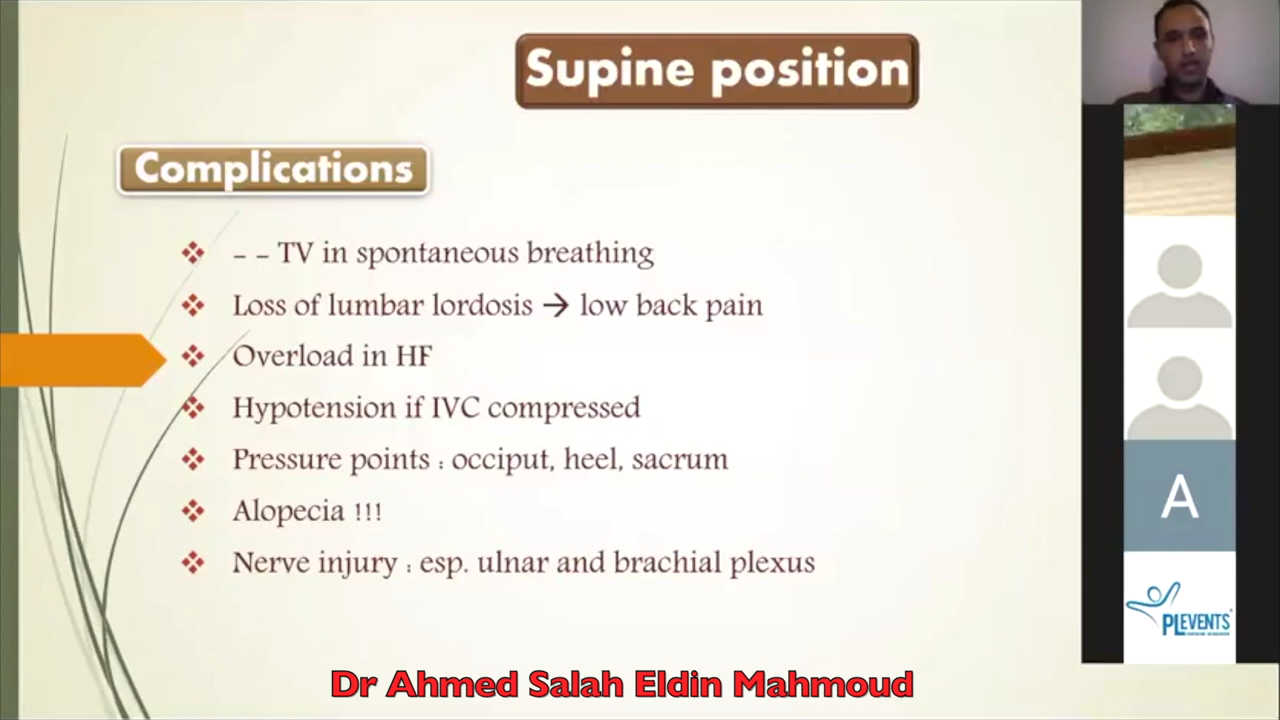 Supine position
Complications
- - TV in spontaneous breathing
Loss of lumbar lordosis → low back pain
Overload in HF
Hypotension if IVC compressed
Pressure points : occiput, heel, sacrum
Alopecia !!!
Nerve injury : esp. ulnar and brachial plexus
A
PLEVENTS
Dr Ahmed Salah Eldin Mahmoud